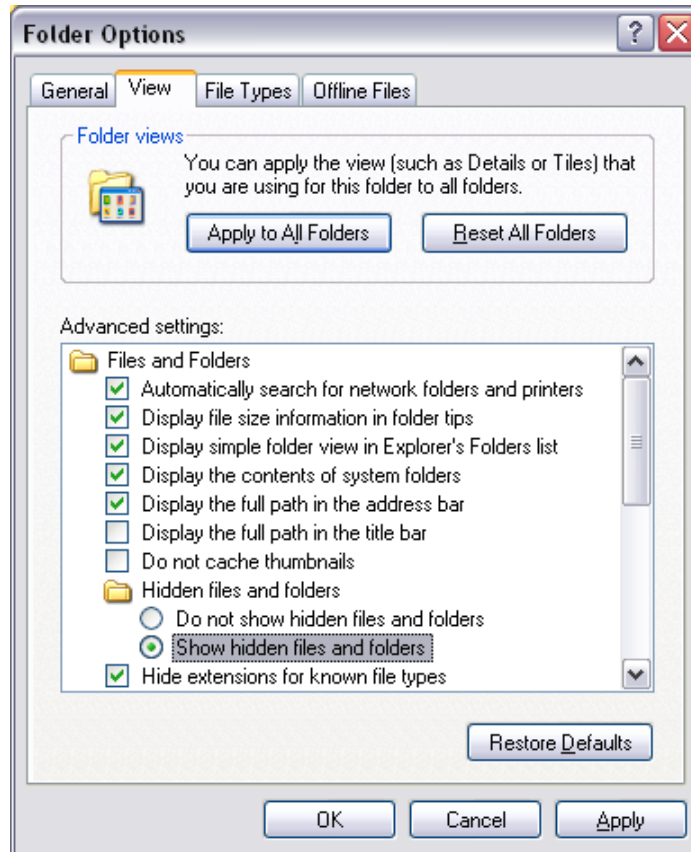 Folder Options
General View File Types Offline Files
Folder views
You can apply the view (such as Details or Tiles) that
you are using for this folder to all folders.
Apply to All Folders Reset All Folders
Advanced settings:
Files and Folders
Automatically search for network folders and printers
Display file size information in folder tips
Display simple folder view in Explorer's Folders list
Display the contents of system folders
Display the full path in the address bar
Display the full path in the title bar
Do not cache thumbnails
Hidden files and folders
Do not show hidden files and folders
Show hidden files and folders
Hide extensions for known file types
Restore Defaults
OK Cancel Apply